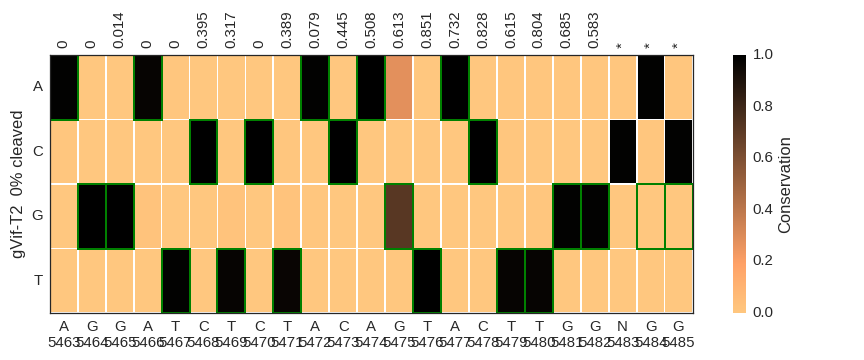 0 0 0.014 0 0 0.395 0.317 0 0.389 0.079 0.445 0.508 0.613 0.851 0.732 0.828 0.615 0.804 0.685 0.583 * * *
gVif-T2 0% cleaved
A
C
G
T
A G G A T C T C T A C A G T A C T T G G N G G
5463 5464 5465 5466 5467 5468 5469 5470 5471 5472 5473 5474 5475 5476 5477 5478 5479 5480 5481 5482 5483 5484 5485
1.0
0.8
0.6
0.4
0.2
0.0
Conservation